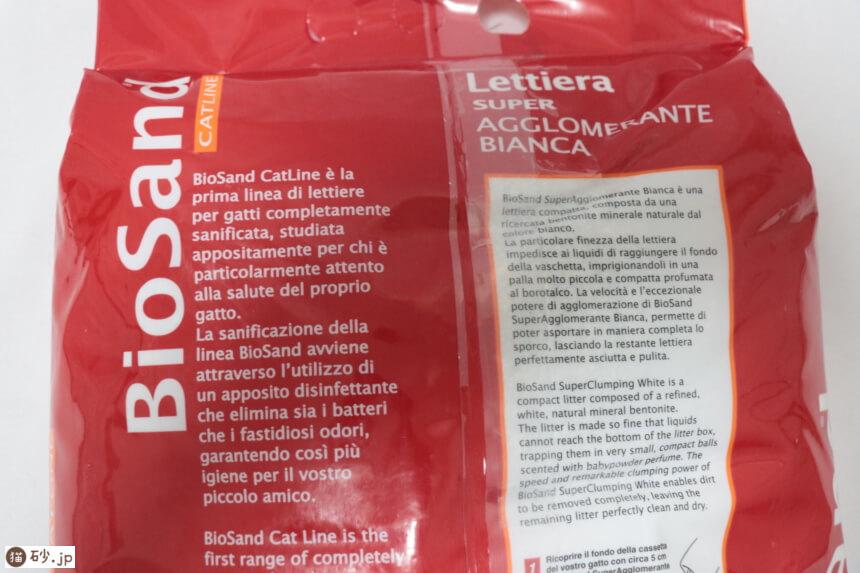 BioSand
CATLINE
BioSand CatLine è la
prima linea di lettiere
per gatti completamente
sanificata, studiata
appositamente per chi è
particolarmente attento
alla salute del proprio
gatto.
La sanificazione della
linea BioSand avviene
attraverso l'utilizzo di
un apposito disinfettante
che elimina sia i batteri
che i fastidiosi odori,
garantendo così più
igiene per il vostro
piccolo amico.
BioSand Cat Line is the
first range of completely
Lettiera
SUPER
AGGLOMERANTE
BIANCA
BioSand SuperAgglomerante Bianca è una
lettiera compatta, composta da una
ricercata bentonite minerale naturale dal
colore bianco.
La particolare finezza della lettiera
impedisce ai liquidi di raggiungere il fondo
della vaschetta, imprigionandoli in una
palla molto piccola e compatta profumata
al borotalco. La velocità e l'eccezionale
potere di agglomerazione di BioSand
SuperAgglomerante Bianca, permette di
poter asportare in maniera completa lo
sporco, lasciando la restante lettiera
perfettamente asciutta e pulita.
BioSand SuperClumping White is a
compact litter composed of a refined,
white, natural mineral bentonite.
The litter is made so fine that liquids
cannot reach the bottom of the litter box,
trapping them in very small, compact balls
scented with babypowder perfume. The
speed and remarkable clumping power of
BioSand SuperClumping White enables dirt
to be removed completely, leaving the
remaining litter perfectly clean and dry.
1 Ricoprire il fondo della cassetta
del vostro gatto con circa 5 cm
SuperAgglomerante
猫砂.jp